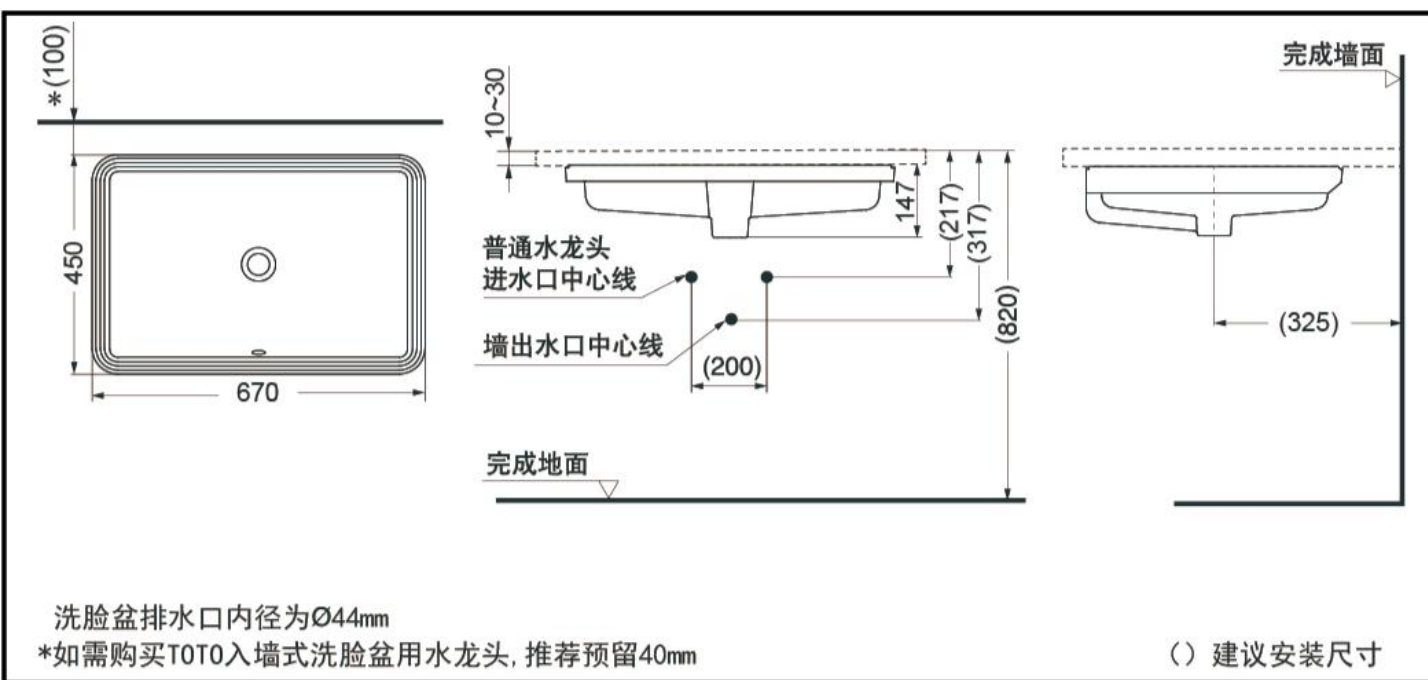 *(100)
450
670
10~30
147
(217)
(317)
(820)
普通水龙头
进水口中心线
墙出水口中心线
(200)
完成地面
完成墙面
(325)
洗脸盆排水口内径为Ø44mm
*如需购买TOTO入墙式洗脸盆用水龙头,推荐预留40mm
()建议安装尺寸